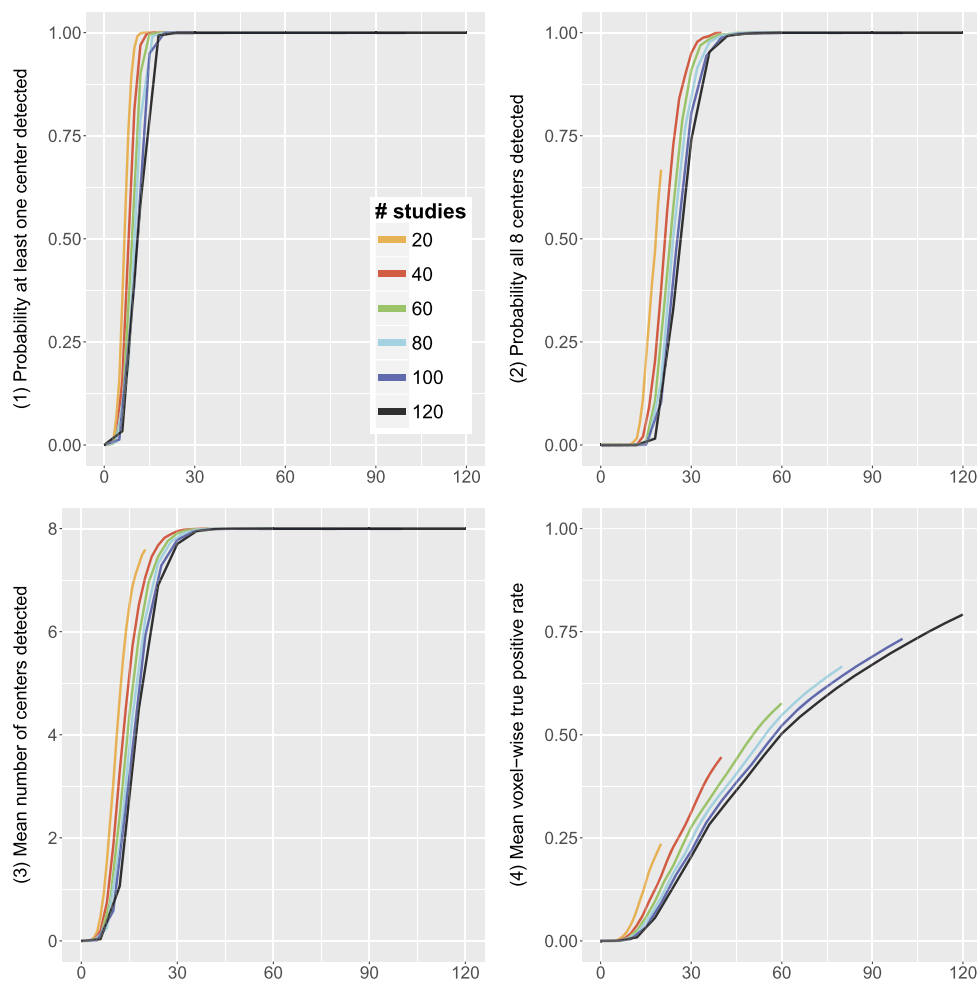 (1) Probability at least one center detected
1.00
0.75
0.50
0.25
0.00
0 30 60 90 120
# studies
20
40
60
80
100
120
(2) Probability all 8 centers detected
1.00
0.75
0.50
0.25
0.00
0 30 60 90 120
(3) Mean number of centers detected
8
6
4
2
0
0 30 60 90 120
(4) Mean voxel−wise true positive rate
1.00
0.75
0.50
0.25
0.00
0 30 60 90 120